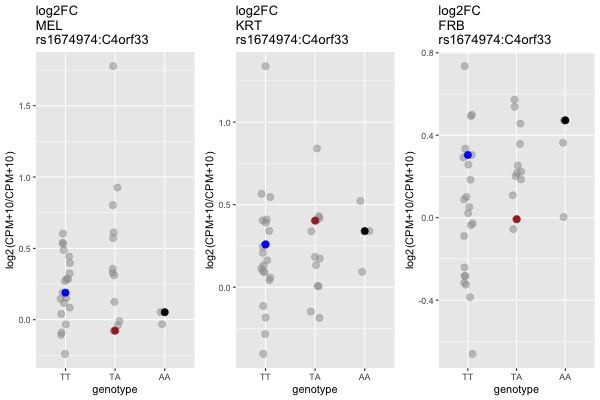 log2FC
MEL
rs1674974:C4orf33
log2(CPM+10/CPM+10)
1.5
1.0
0.5
0.0
TT TA AA
genotype
log2FC
KRT
rs1674974:C4orf33
log2(CPM+10/CPM+10)
1.0
0.5
0.0
TT TA AA
genotype
log2FC
FRB
rs1674974:C4orf33
log2(CPM+10/CPM+10)
0.8
0.4
0.0
-0.4
TT TA AA
genotype